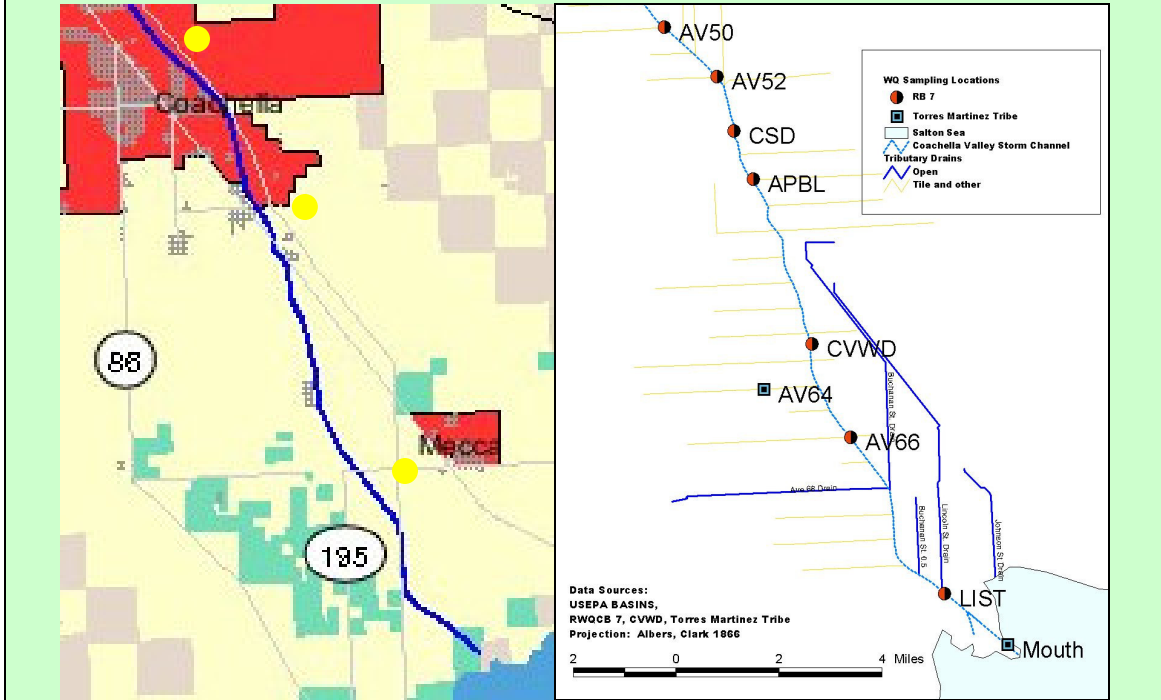 Coachella
86
Mecca
195
AV50
AV52
CSD
APBL
CVWD
AV64
AV66
LIST
Mouth
WQ Sampling Locations
RB 7
Torres Martinez Tribe
Salton Sea
Coachella Valley Storm Channel
Tributary Drains
Open
Tile and other
Buchanan St. Drain
Ave 68 Drain
Buchanan St. 0.5
Lincoln St. Drain
Johnson St Drain
Data Sources:
USEPA BASINS,
RWQCB 7, CVWD, Torres Martinez Tribe
Projection: Albers, Clark 1866
2 0 2 4 Miles